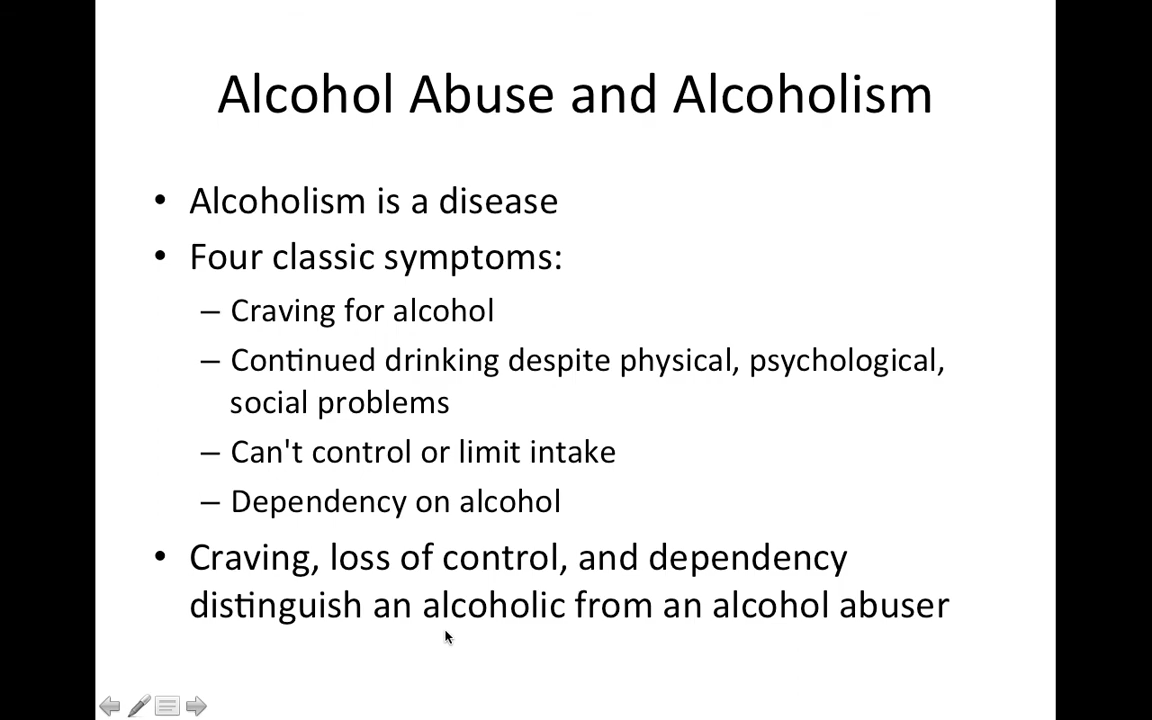 Alcohol Abuse and Alcoholism
• Alcoholism is a disease
• Four classic symptoms:
– Craving for alcohol
– Continued drinking despite physical, psychological,
social problems
– Can't control or limit intake
– Dependency on alcohol
• Craving, loss of control, and dependency
distinguish an alcoholic from an alcohol abuser